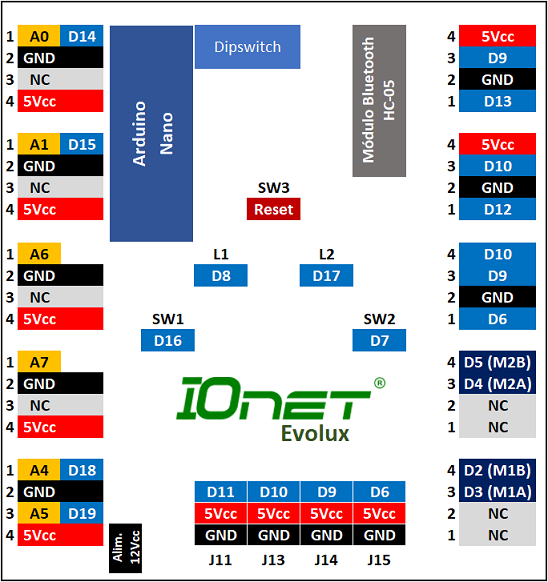 1 A0 D14
2 GND
3 NC
4 5Vcc
1 A1 D15
2 GND
3 NC
4 5Vcc
1 A6
2 GND
3 NC
4 5Vcc
1 A7
2 GND
3 NC
4 5Vcc
1 A4 D18
2 GND
3 A5 D19
4 5Vcc
Arduino
Nano
Dipswitch
Módulo Bluetooth
HC-05
SW3
Reset
L1
D8
L2
D17
SW1
D16
SW2
D7
IOnet®
Evolux
Alim.
12Vcc
D11 D10 D9 D6
5Vcc 5Vcc 5Vcc 5Vcc
GND GND GND GND
J11 J13 J14 J15
4 5Vcc
3 D9
2 GND
1 D13
4 5Vcc
3 D10
2 GND
1 D12
4 D10
3 D9
2 GND
1 D6
4 D5 (M2B)
3 D4 (M2A)
2 NC
1 NC
4 D2 (M1B)
3 D3 (M1A)
2 NC
1 NC